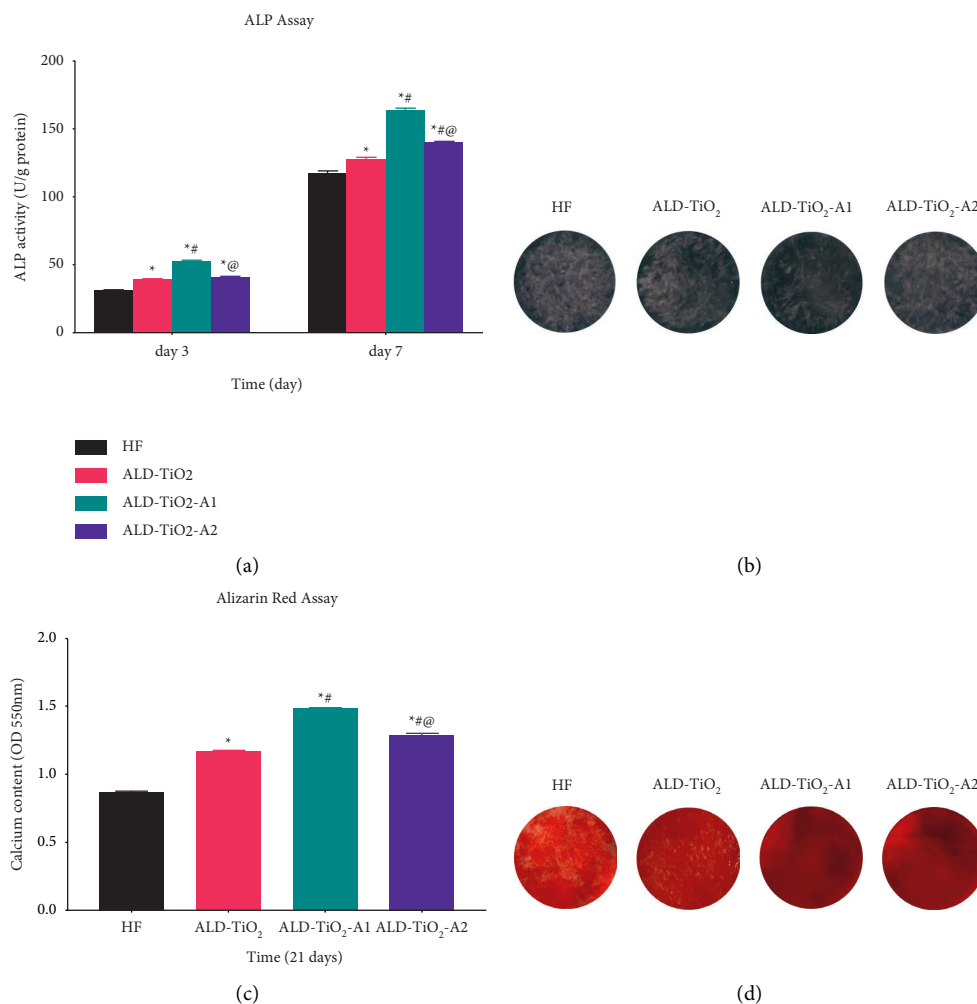 ALP Assay
ALP activity (U/g protein)
200
150
100
50
0
*
*#
*@
*
*#
*#@
day 3
day 7
Time (day)
HF
ALD-TiO2
ALD-TiO2-A1
ALD-TiO2-A2
(a)
HF
ALD-TiO₂
ALD-TiO₂-A1
ALD-TiO₂-A2
(b)
Alizarin Red Assay
Calcium content (OD 550nm)
2.0
1.5
1.0
0.5
0.0
*
*#
*#@
HF
ALD-TiO₂
ALD-TiO₂-A1
ALD-TiO₂-A2
Time (21 days)
(c)
HF
ALD-TiO₂
ALD-TiO₂-A1
ALD-TiO₂-A2
(d)